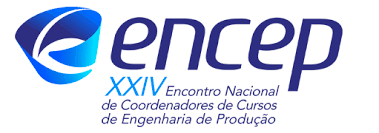 encep
XXIV Encontro Nacional
de Coordenadores de Cursos
de Engenharia de Produção